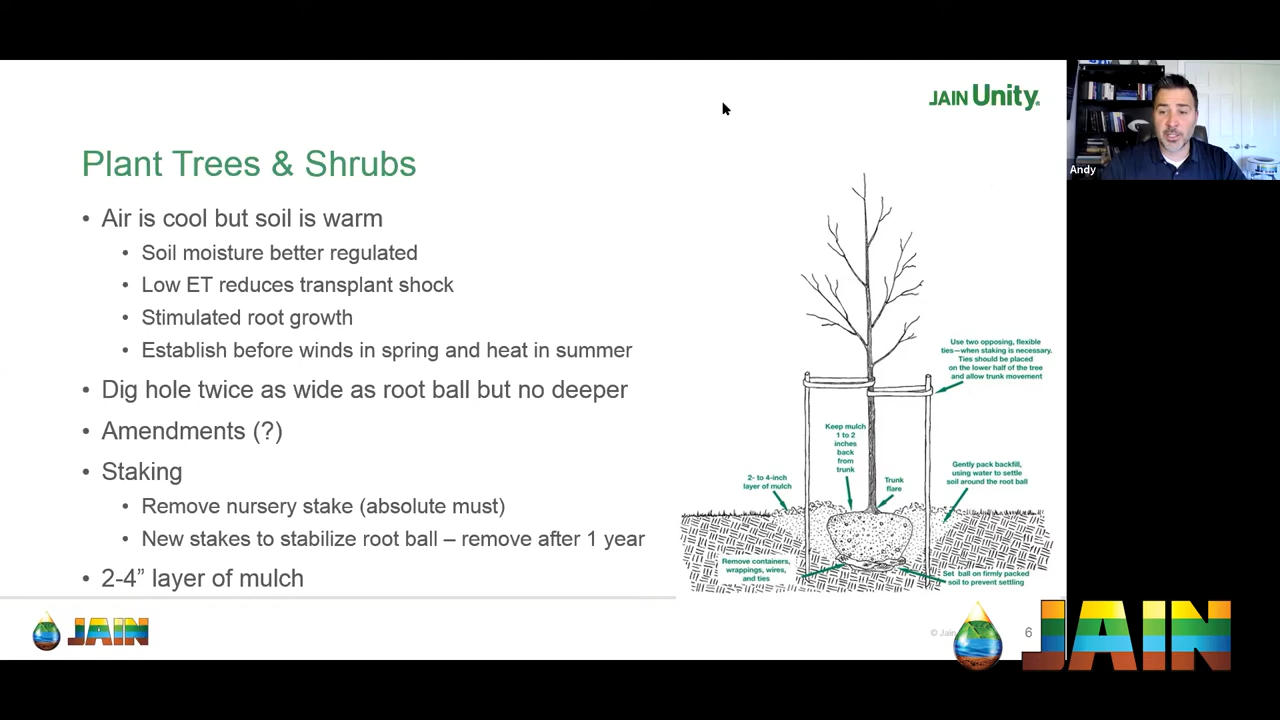 JAIN Unity®
Andy
Plant Trees & Shrubs
• Air is cool but soil is warm
• Soil moisture better regulated
• Low ET reduces transplant shock
• Stimulated root growth
• Establish before winds in spring and heat in summer
• Dig hole twice as wide as root ball but no deeper
• Amendments (?)
• Staking
• Remove nursery stake (absolute must)
• New stakes to stabilize root ball – remove after 1 year
• 2-4” layer of mulch
Use two opposing, flexible
ties—when staking is necessary.
Ties should be placed
on the lower half of the tree
and allow trunk movement
Keep mulch
1 to 2
inches
back
from
trunk
2- to 4-inch
layer of mulch
Trunk
flare
Gently pack backfill,
using water to settle
soil around the root ball
Remove containers,
wrappings, wires,
and ties
Set ball on firmly packed
soil to prevent settling
JAIN
© Jain
6
JAIN